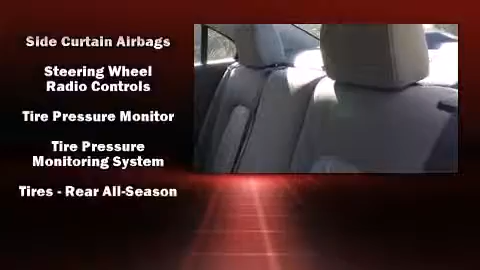 Side Curtain Airbags
Steering Wheel
Radio Controls
Tire Pressure Monitor
Tire Pressure
Monitoring System
Tires - Rear All-Season